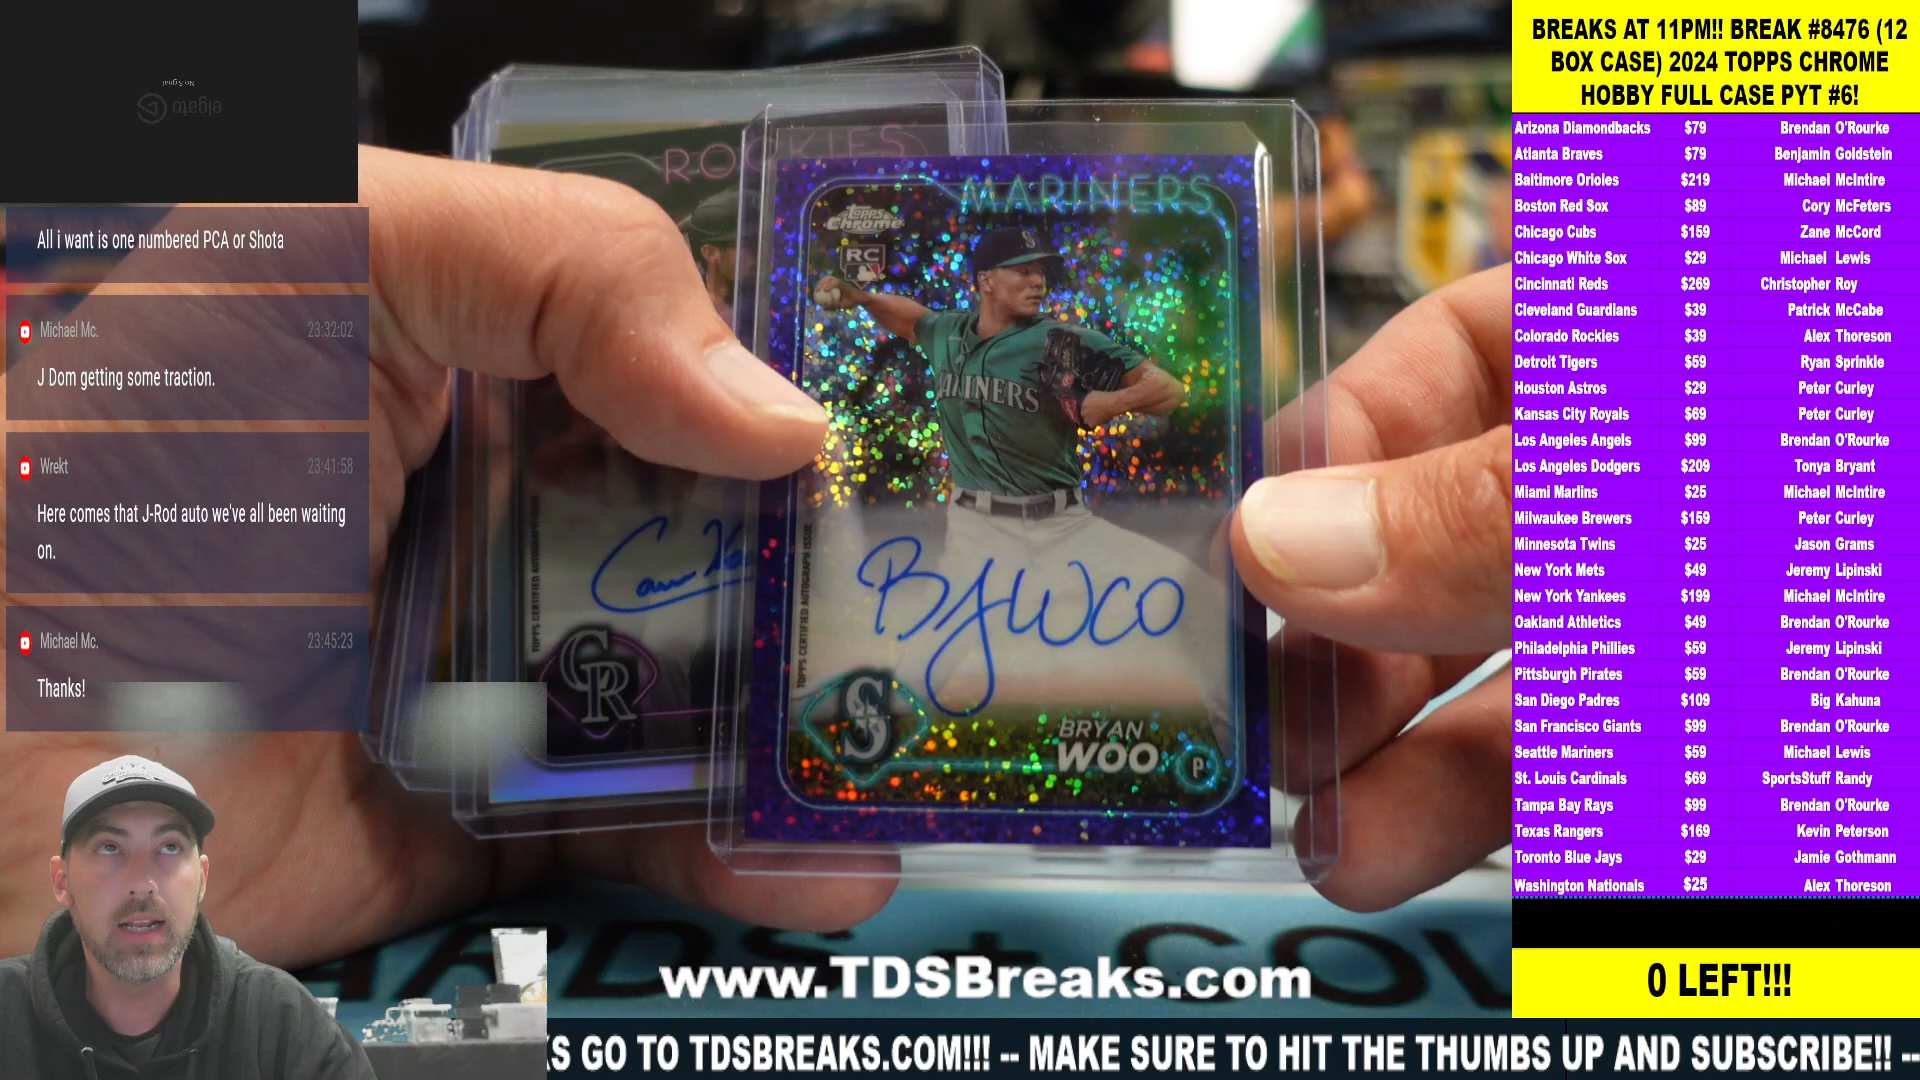 No Signal
elgato
All i want is one numbered PCA or Shota
Michael Mc. 23:32:02
J Dom getting some traction.
Wrekt 23:41:58
Here comes that J-Rod auto we've all been waiting
on.
Michael Mc. 23:45:23
Thanks!
ROCKIES
TOPPS CERTIFIED AUTOGRAPH ISSUE
CR
MARINERS
Topps
Chrome
RC
S
MARINERS
TOPPS CERTIFIED AUTOGRAPH ISSUE
S
BRYAN
WOO
P
www.TDSBreaks.com
KS GO TO TDSBREAKS.COM!!! -- MAKE SURE TO HIT THE THUMBS UP AND SUBSCRIBE!! --
BREAKS AT 11PM!! BREAK #8476 (12
BOX CASE) 2024 TOPPS CHROME
HOBBY FULL CASE PYT #6!
Arizona Diamondbacks $79 Brendan O'Rourke
Atlanta Braves $79 Benjamin Goldstein
Baltimore Orioles $219 Michael McIntire
Boston Red Sox $89 Cory McFeters
Chicago Cubs $159 Zane McCord
Chicago White Sox $29 Michael Lewis
Cincinnati Reds $269 Christopher Roy
Cleveland Guardians $39 Patrick McCabe
Colorado Rockies $39 Alex Thoreson
Detroit Tigers $59 Ryan Sprinkle
Houston Astros $29 Peter Curley
Kansas City Royals $69 Peter Curley
Los Angeles Angels $99 Brendan O'Rourke
Los Angeles Dodgers $209 Tonya Bryant
Miami Marlins $25 Michael McIntire
Milwaukee Brewers $159 Peter Curley
Minnesota Twins $25 Jason Grams
New York Mets $49 Jeremy Lipinski
New York Yankees $199 Michael McIntire
Oakland Athletics $49 Brendan O'Rourke
Philadelphia Phillies $59 Jeremy Lipinski
Pittsburgh Pirates $59 Brendan O'Rourke
San Diego Padres $109 Big Kahuna
San Francisco Giants $99 Brendan O'Rourke
Seattle Mariners $59 Michael Lewis
St. Louis Cardinals $69 SportsStuff Randy
Tampa Bay Rays $99 Brendan O'Rourke
Texas Rangers $169 Kevin Peterson
Toronto Blue Jays $29 Jamie Gothmann
Washington Nationals $25 Alex Thoreson
0 LEFT!!!